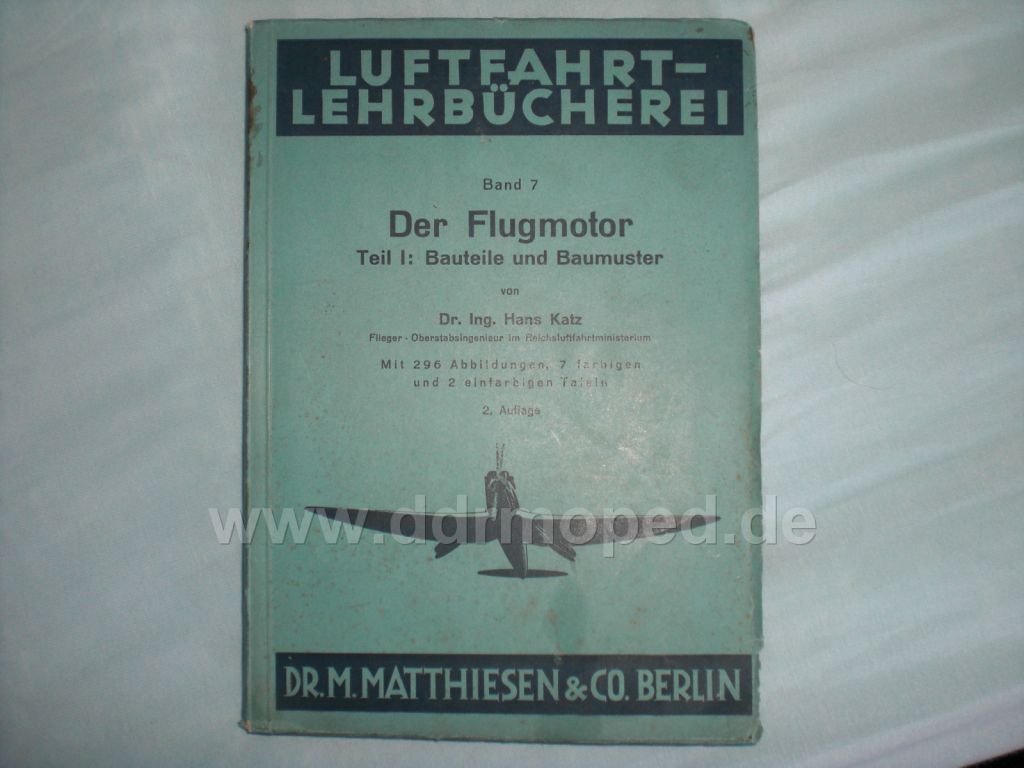 LUFTFAHRT-
LEHRBÜCHEREI
Band 7
Der Flugmotor
Teil I: Bauteile und Baumuster
von
Dr. Ing. Hans Katz
Flieger - Oberstabsingenieur im Reichsluftfahrtministerium
Mit 296 Abbildungen, 7 farbigen
und 2 einfarbigen Tafeln
2. Auflage
www.ddrmoped.de
DR. M. MATTHIESEN & CO. BERLIN